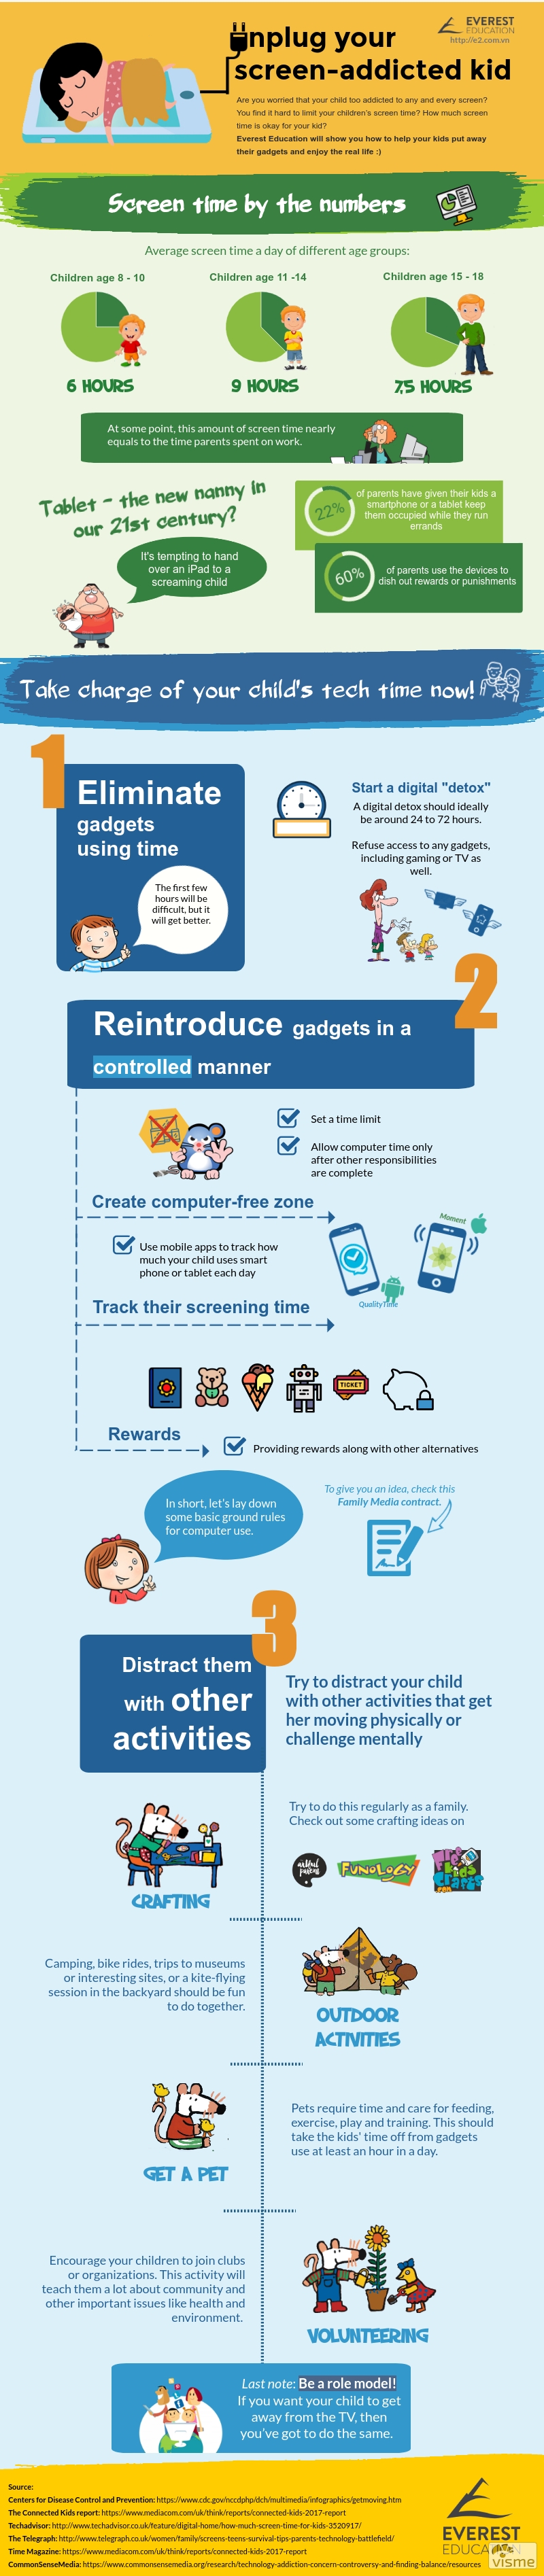 EVEREST
EDUCATION
http://e2.com.vn
Unplug your
screen-addicted kid
Are you worried that your child too addicted to any and every screen?
You find it hard to limit your children's screen time? How much screen
time is okay for your kid?
Everest Education will show you how to help your kids put away
their gadgets and enjoy the real life :)
Screen time by the numbers
Average screen time a day of different age groups:
Children age 8 - 10
Children age 11 -14
Children age 15 - 18
6 HOURS
9 HOURS
7,5 HOURS
At some point, this amount of screen time nearly
equals to the time parents spent on work.
Tablet - the new nanny in
our 21st century?
It's tempting to hand
over an iPad to a
screaming child
22%
of parents have given their kids a
smartphone or a tablet keep
them occupied while they run
errands
60%
of parents use the devices to
dish out rewards or punishments
Take charge of your child's tech time now!
1
Eliminate
gadgets
using time
The first few
hours will be
difficult, but it
will get better.
Start a digital "detox"
A digital detox should ideally
be around 24 to 72 hours.
Refuse access to any gadgets,
including gaming or TV as
well.
2
Reintroduce gadgets in a
controlled manner
Set a time limit
Allow computer time only
after other responsibilities
are complete
Create computer-free zone
Use mobile apps to track how
much your child uses smart
phone or tablet each day
Moment
QualityTime
Track their screening time
TICKET
Rewards
Providing rewards along with other alternatives
In short, let's lay down
some basic ground rules
for computer use.
To give you an idea, check this
Family Media contract.
3
Distract them
with other
activities
Try to distract your child
with other activities that get
her moving physically or
challenge mentally
Try to do this regularly as a family.
Check out some crafting ideas on
artful
parent
FUNOLOGY
Free
Kids
Crafts
.com
CRAFTING
Camping, bike rides, trips to museums
or interesting sites, or a kite-flying
session in the backyard should be fun
to do together.
OUTDOOR
ACTIVITIES
Pets require time and care for feeding,
exercise, play and training. This should
take the kids' time off from gadgets
use at least an hour in a day.
GET A PET
Encourage your children to join clubs
or organizations. This activity will
teach them a lot about community and
other important issues like health and
environment.
VOLUNTEERING
Last note: Be a role model!
If you want your child to get
away from the TV, then
you've got to do the same.
Source:
Centers for Disease Control and Prevention: https://www.cdc.gov/nccdphp/dch/multimedia/infographics/getmoving.htm
The Connected Kids report: https://www.mediacom.com/uk/think/reports/connected-kids-2017-report
Techadvisor: http://www.techadvisor.co.uk/feature/digital-home/how-much-screen-time-for-kids-3520917/
The Telegraph: http://www.telegraph.co.uk/women/family/screens-teens-survival-tips-parents-technology-battlefield/
Time Magazine: https://www.mediacom.com/uk/think/reports/connected-kids-2017-report
CommonSenseMedia: https://www.commonsensemedia.org/research/technology-addiction-concern-controversy-and-finding-balance/resources
EVEREST
EDUCATION
visme